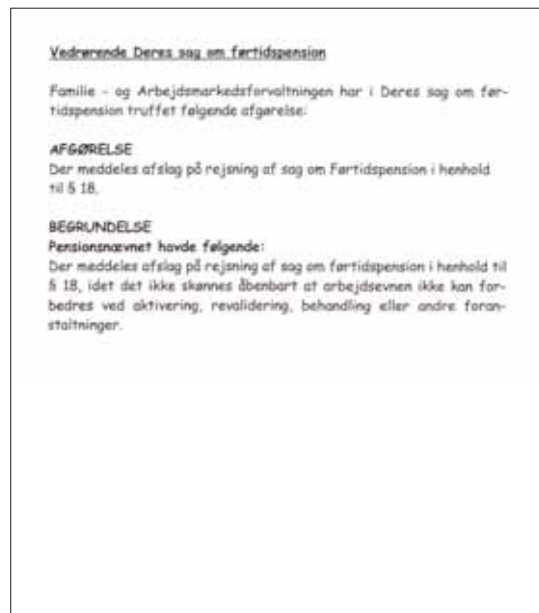 Vedrørende Deres sag om førtidspension
Familie - og Arbejdsmarkedsforvaltningen har i Deres sag om før-
tidspension truffet følgende afgørelse:
AFGØRELSE
Der meddeles afslag på rejsning af sag om Førtidspension i henhold
til § 18.
BEGRUNDELSE
Pensionsnævnet havde følgende:
Der meddeles afslag på rejsning af sag om førtidspension i henhold til
§ 18, idet det ikke skønnes åbenbart at arbejdsevnen ikke kan for-
bedres ved aktivering, revalidering, behandling eller andre foran-
staltninger.